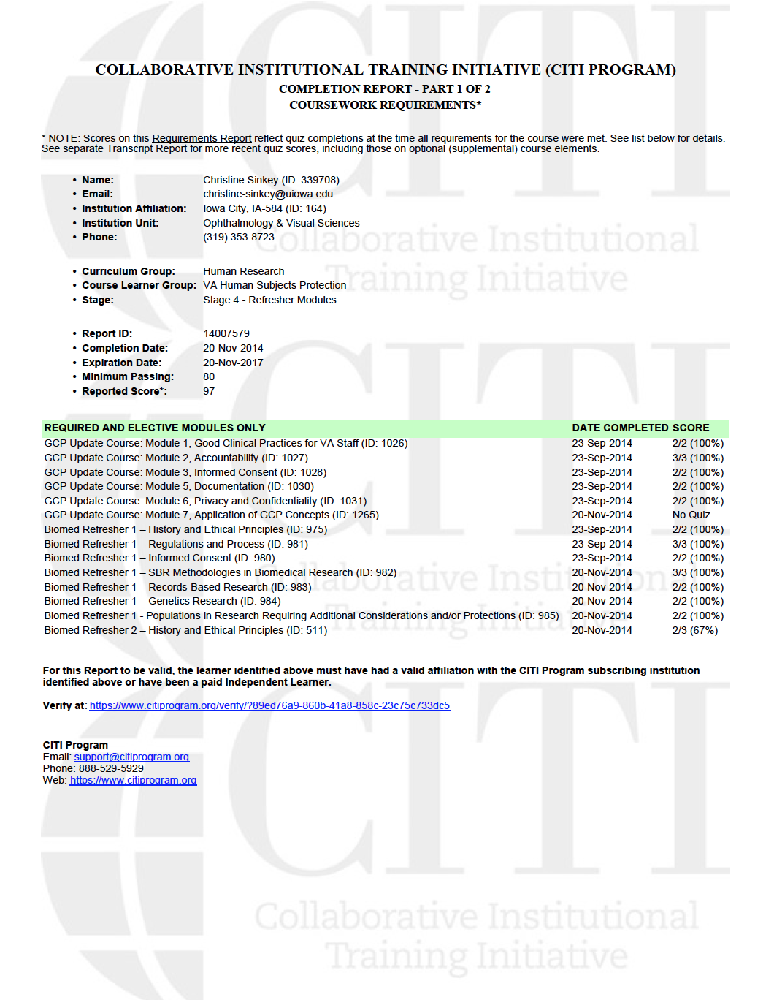 COLLABORATIVE INSTITUTIONAL TRAINING INITIATIVE (CITI PROGRAM)
COMPLETION REPORT - PART 1 OF 2
COURSEWORK REQUIREMENTS*
* NOTE: Scores on this Requirements Report reflect quiz completions at the time all requirements for the course were met. See list below for details.
See separate Transcript Report for more recent quiz scores, including those on optional (supplemental) course elements.
• Name: Christine Sinkey (ID: 339708)
• Email: christine-sinkey@uiowa.edu
• Institution Affiliation: Iowa City, IA-584 (ID: 164)
• Institution Unit: Ophthalmology & Visual Sciences
• Phone: (319) 353-8723
• Curriculum Group: Human Research
• Course Learner Group: VA Human Subjects Protection
• Stage: Stage 4 - Refresher Modules
• Report ID: 14007579
• Completion Date: 20-Nov-2014
• Expiration Date: 20-Nov-2017
• Minimum Passing: 80
• Reported Score*: 97
REQUIRED AND ELECTIVE MODULES ONLY DATE COMPLETED SCORE
GCP Update Course: Module 1, Good Clinical Practices for VA Staff (ID: 1026) 23-Sep-2014 2/2 (100%)
GCP Update Course: Module 2, Accountability (ID: 1027) 23-Sep-2014 3/3 (100%)
GCP Update Course: Module 3, Informed Consent (ID: 1028) 23-Sep-2014 2/2 (100%)
GCP Update Course: Module 5, Documentation (ID: 1030) 23-Sep-2014 2/2 (100%)
GCP Update Course: Module 6, Privacy and Confidentiality (ID: 1031) 23-Sep-2014 2/2 (100%)
GCP Update Course: Module 7, Application of GCP Concepts (ID: 1265) 20-Nov-2014 No Quiz
Biomed Refresher 1 – History and Ethical Principles (ID: 975) 23-Sep-2014 2/2 (100%)
Biomed Refresher 1 – Regulations and Process (ID: 981) 23-Sep-2014 3/3 (100%)
Biomed Refresher 1 – Informed Consent (ID: 980) 23-Sep-2014 2/2 (100%)
Biomed Refresher 1 – SBR Methodologies in Biomedical Research (ID: 982) 20-Nov-2014 3/3 (100%)
Biomed Refresher 1 – Records-Based Research (ID: 983) 20-Nov-2014 2/2 (100%)
Biomed Refresher 1 – Genetics Research (ID: 984) 20-Nov-2014 2/2 (100%)
Biomed Refresher 1 - Populations in Research Requiring Additional Considerations and/or Protections (ID: 985) 20-Nov-2014 2/2 (100%)
Biomed Refresher 2 – History and Ethical Principles (ID: 511) 20-Nov-2014 2/3 (67%)
For this Report to be valid, the learner identified above must have had a valid affiliation with the CITI Program subscribing institution
identified above or have been a paid Independent Learner.
Verify at: https://www.citiprogram.org/verify/?89ed76a9-860b-41a8-858c-23c75c733dc5
CITI Program
Email: support@citiprogram.org
Phone: 888-529-5929
Web: https://www.citiprogram.org
CITI
Collaborative Institutional
Training Initiative
CITI
Collaborative Institutional
Training Initiative
CITI
Collaborative Institutional
Training Initiative